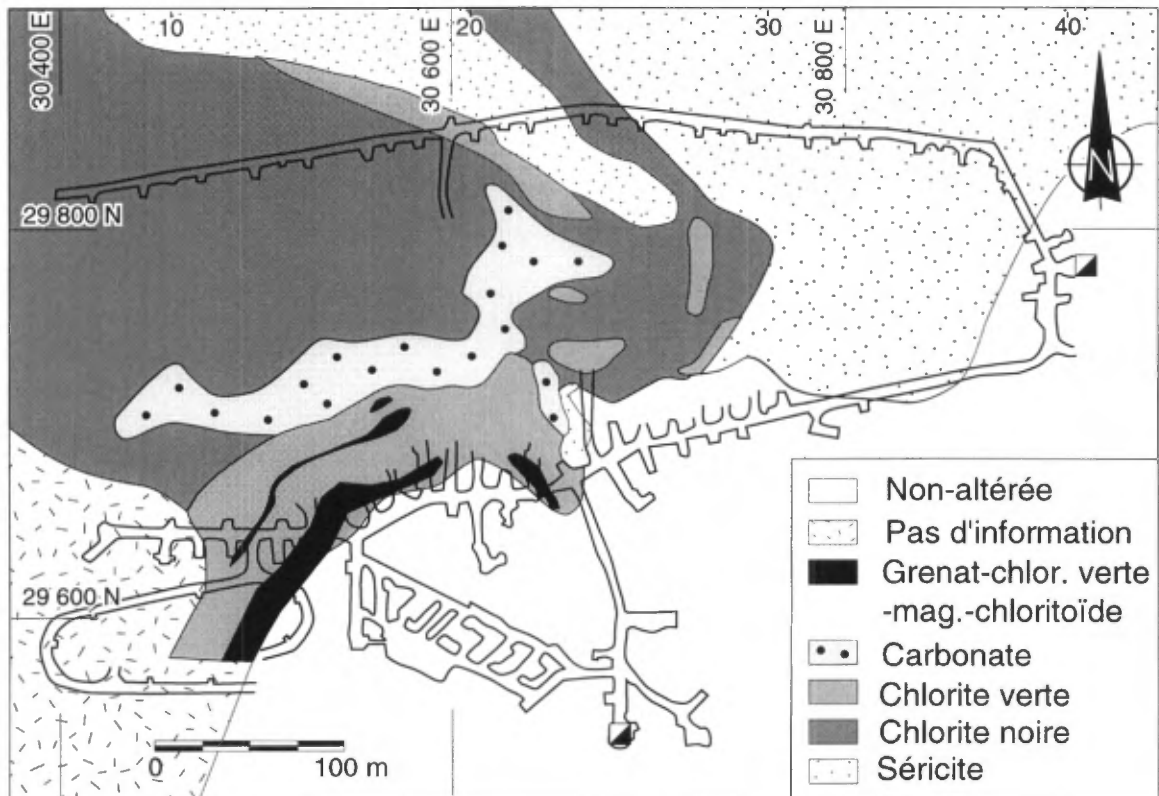 10
20
30
40
30 400 E
30 600 E
30 800 E
N
29 800 N
29 600 N
0
100 m
Non-altérée
Pas d'information
Grenat-chlor. verte
-mag.-chloritoïde
Carbonate
Chlorite verte
Chlorite noire
Séricite